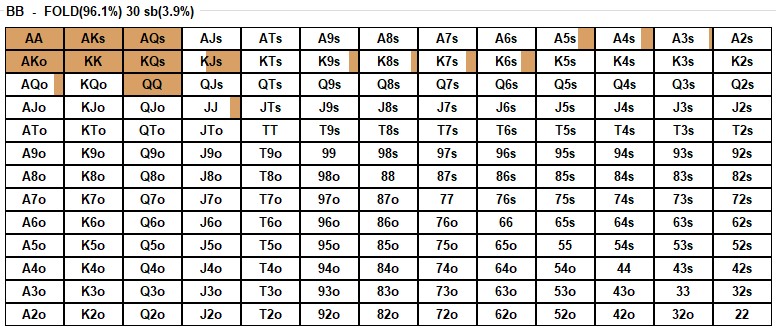 BB - FOLD(96.1%) 30 sb(3.9%)
AA AKs AQs AJs ATs A9s A8s A7s A6s A5s A4s A3s A2s
AKo KK KQs KJs KTs K9s K8s K7s K6s K5s K4s K3s K2s
AQo KQo QQ QJs QTs Q9s Q8s Q7s Q6s Q5s Q4s Q3s Q2s
AJo KJo QJo JJ JTs J9s J8s J7s J6s J5s J4s J3s J2s
ATo KTo QTo JTo TT T9s T8s T7s T6s T5s T4s T3s T2s
A9o K9o Q9o J9o T9o 99 98s 97s 96s 95s 94s 93s 92s
A8o K8o Q8o J8o T8o 98o 88 87s 86s 85s 84s 83s 82s
A7o K7o Q7o J7o T7o 97o 87o 77 76s 75s 74s 73s 72s
A6o K6o Q6o J6o T6o 96o 86o 76o 66 65s 64s 63s 62s
A5o K5o Q5o J5o T5o 95o 85o 75o 65o 55 54s 53s 52s
A4o K4o Q4o J4o T4o 94o 84o 74o 64o 54o 44 43s 42s
A3o K3o Q3o J3o T3o 93o 83o 73o 63o 53o 43o 33 32s
A2o K2o Q2o J2o T2o 92o 82o 72o 62o 52o 42o 32o 22